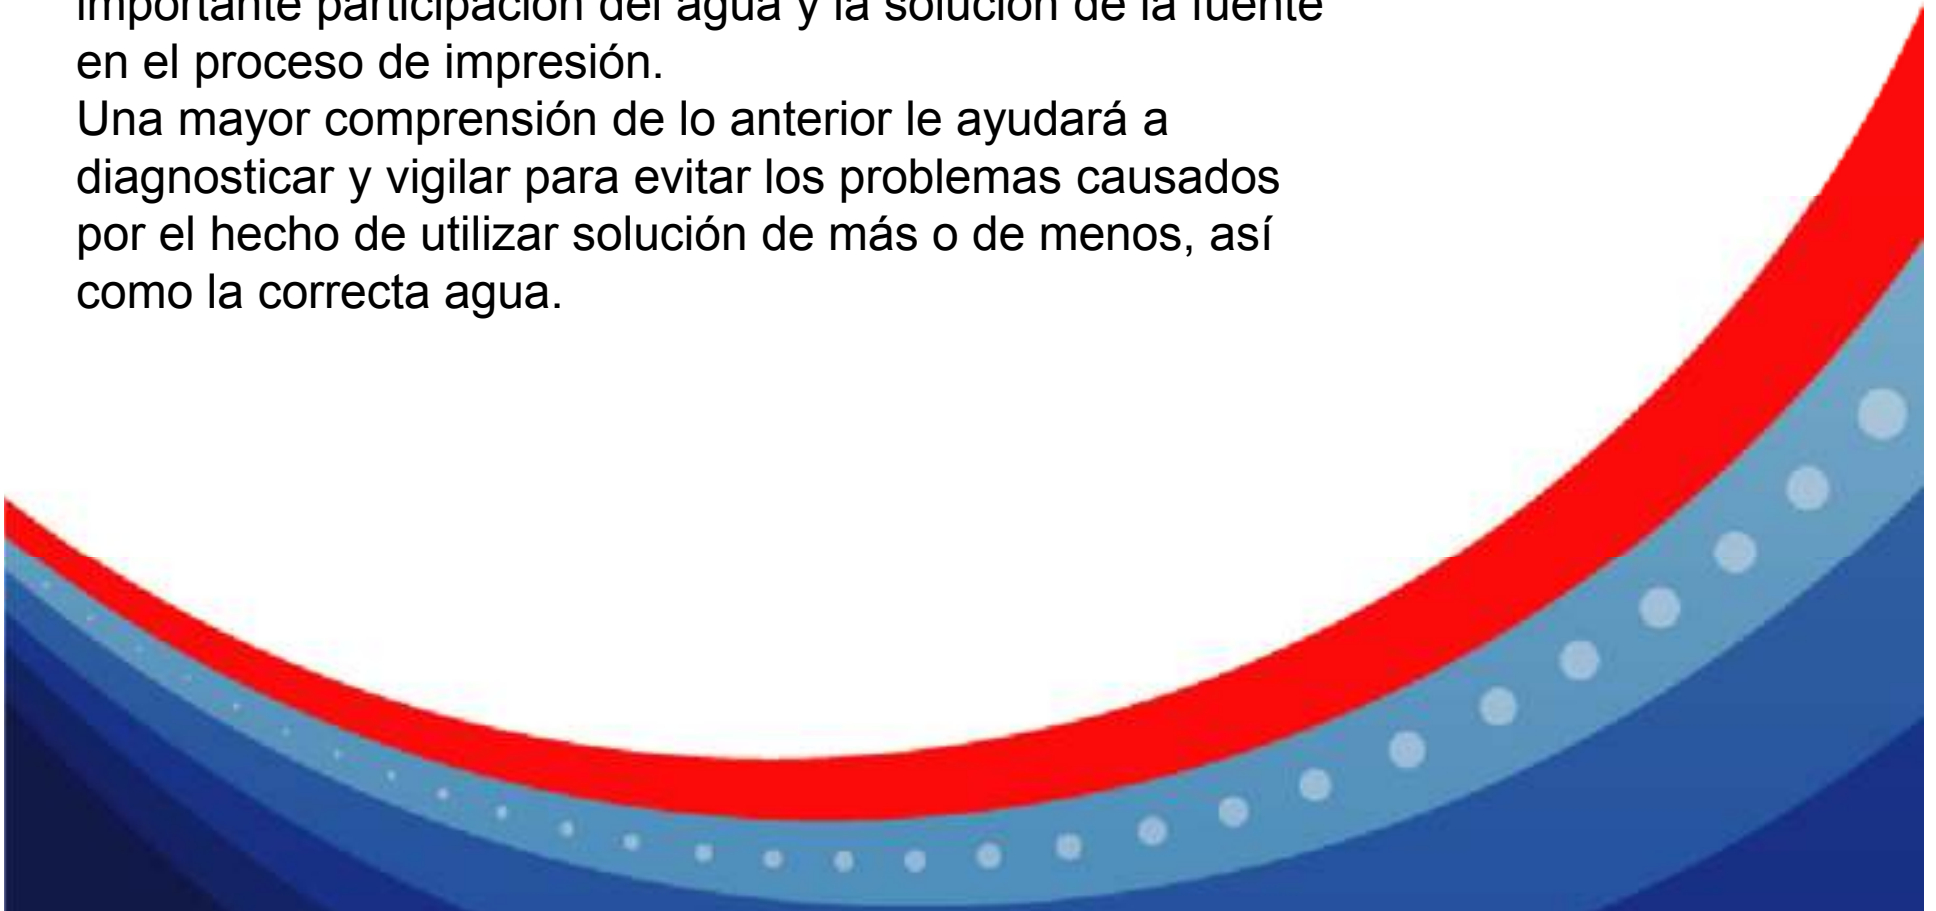 importante participación del agua y la solución de la fuente
en el proceso de impresión.
Una mayor comprensión de lo anterior le ayudará a
diagnosticar y vigilar para evitar los problemas causados
por el hecho de utilizar solución de más o de menos, así
como la correcta agua.